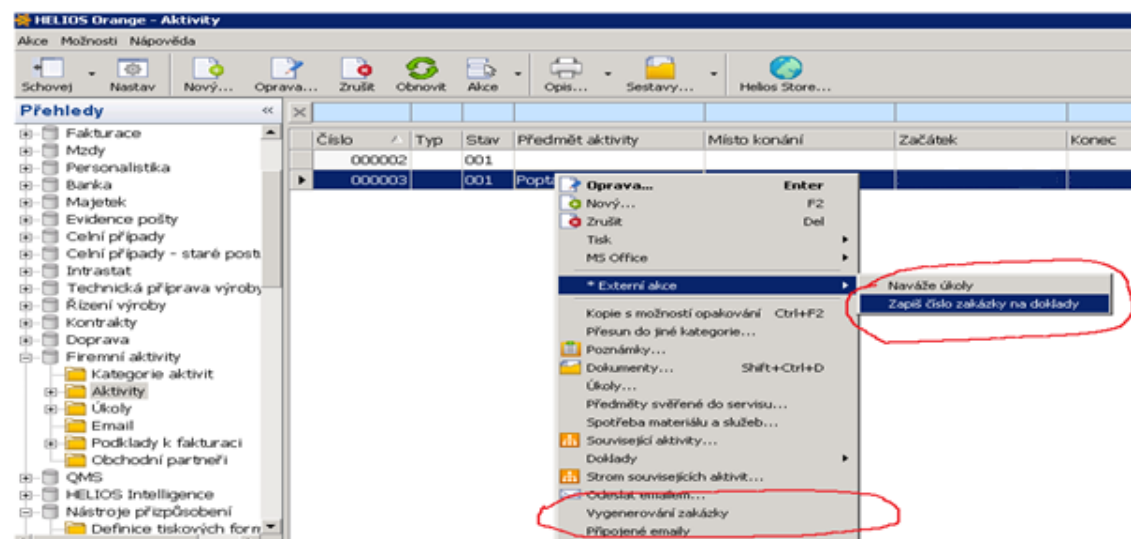 HELIOS Orange - Aktivity
Akce Možnosti Nápověda
Schovej Nastav Nový... Oprava... Zrušit Obnovit Akce Opis... Sestavy... Helios Store...
Přehledy «
Fakturace
Mzdy
Personalistika
Banka
Majetek
Evidence pošty
Celní případy
Celní případy - staré postu
Intrastat
Technická příprava výroby
Řízení výroby
Kontrakty
Doprava
Firemní aktivity
Kategorie aktivit
Aktivity
Úkoly
Email
Podklady k fakturaci
Obchodní partneři
QMS
HELIOS Intelligence
Nástroje přizpůsobení
Definice tiskových form
Číslo Typ Stav Předmět aktivity Místo konání Začátek Konec
000002 001
000003 001 Popta
Oprava... Enter
Nový... F2
Zrušit Del
Tisk
MS Office
* Externí akce
Kopie s možností opakování Ctrl+F2
Přesun do jiné kategorie...
Poznámky...
Dokumenty... Shift+Ctrl+D
Úkoly...
Předměty svěřené do servisu...
Spotřeba materiálu a služeb...
Související aktivity...
Doklady
Strom souvisejících aktivit...
Odeslat emailem...
Vygenerování zakázky
Připojené emaily
Naváže úkoly
Zapiš číslo zakázky na doklady